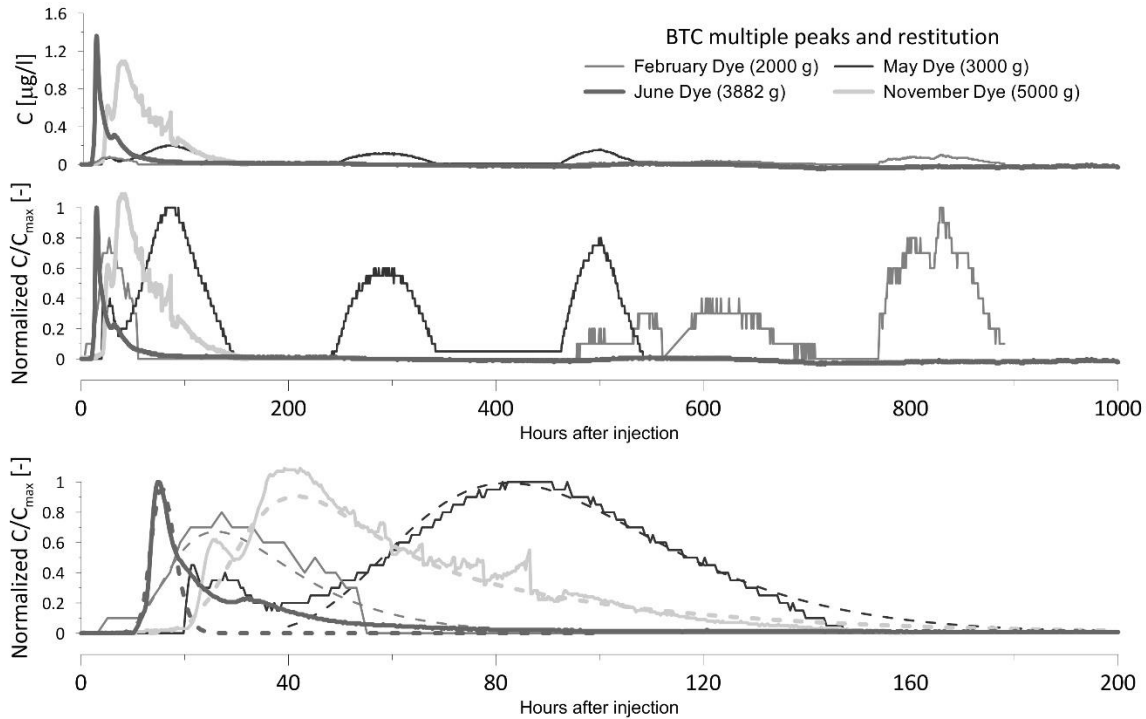 BTC multiple peaks and restitution
February Dye (2000 g)
May Dye (3000 g)
June Dye (3882 g)
November Dye (5000 g)
C [µg/l]
1.6
1.2
0.8
0.4
0
Normalized C/Cmax [-]
1
0.8
0.6
0.4
0.2
0
0 200 400 600 800 1000
Hours after injection
Normalized C/Cmax [-]
1
0.8
0.6
0.4
0.2
0
0 40 80 120 160 200
Hours after injection